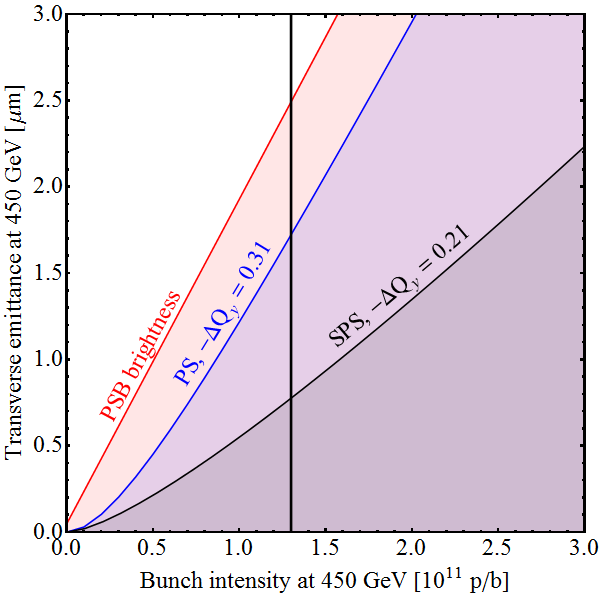 3.0
2.5
2.0
1.5
1.0
0.5
0.0
Transverse emittance at 450 GeV [μm]
PSB brightness
PS, −ΔQy = 0.31
SPS, −ΔQy = 0.21
0.0 0.5 1.0 1.5 2.0 2.5 3.0
Bunch intensity at 450 GeV [10¹¹ p/b]